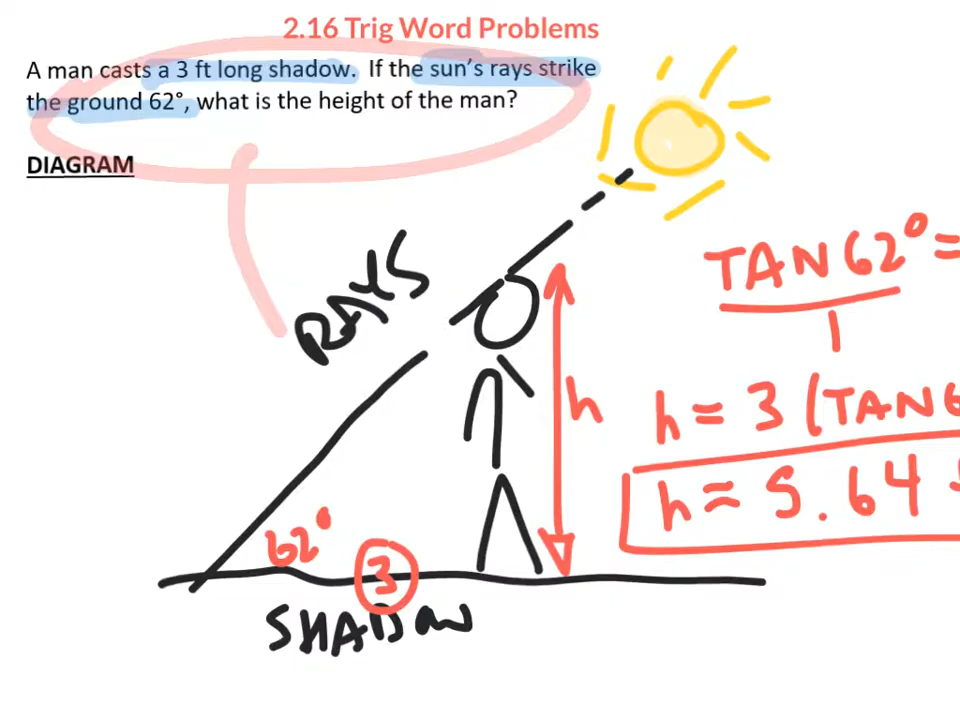 2.16 Trig Word Problems
A man casts a 3 ft long shadow. If the sun's rays strike
the ground 62°, what is the height of the man?
DIAGRAM
RAYS
TAN 62° =
1
h
h = 3 (TAN 6
h ≈ 5.64
62°
3
SHADOW